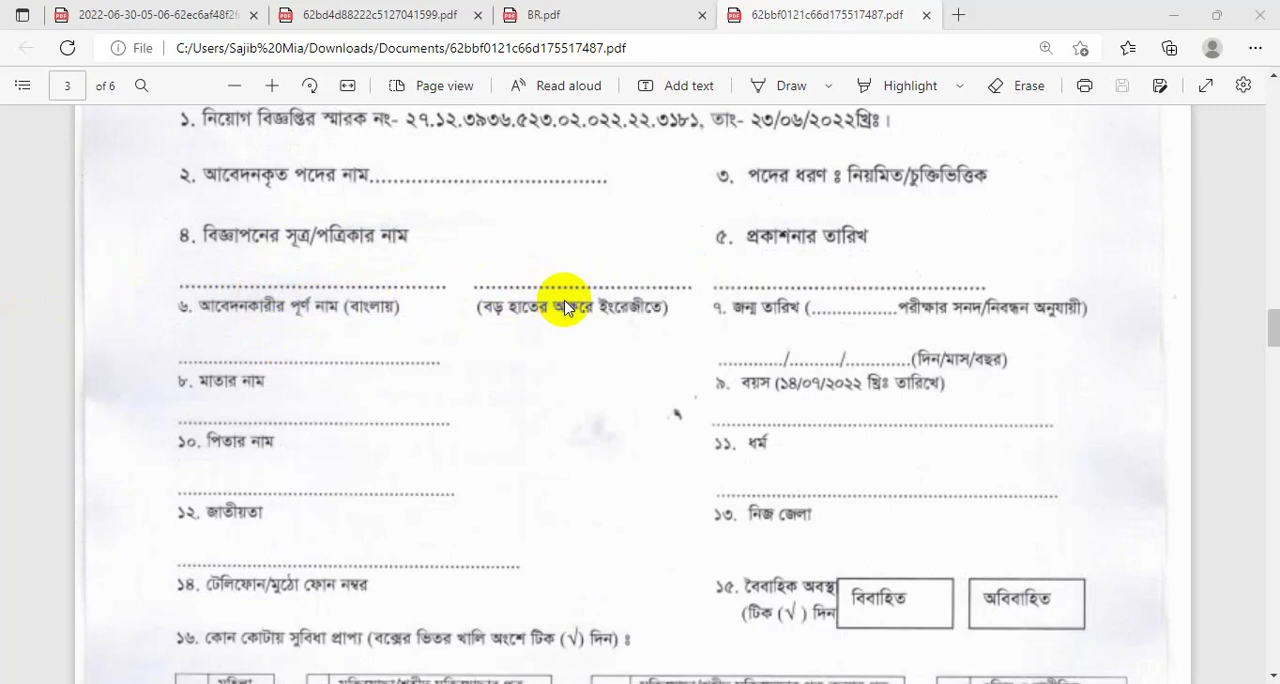 2022-06-30-05-06-62ec6af48f2f
62bd4d88222c5127041599.pdf
BR.pdf
62bbf0121c66d175517487.pdf
File C:/Users/Sajib%20Mia/Downloads/Documents/62bbf0121c66d175517487.pdf
3 of 6 Page view Read aloud Add text Draw Highlight Erase
১. নিয়োগ বিজ্ঞপ্তির স্মারক নং- ২৭.১২.৩৯৩৬.৫২৩.০২.০২২.২২.৩১৮১, তাং- ২৩/০৬/২০২২খ্রিঃ।
২. আবেদনকৃত পদের নাম....................................... ৩. পদের ধরণ ঃ নিয়মিত/চুক্তিভিত্তিক
৪. বিজ্ঞাপনের সূত্র/পত্রিকার নাম ৫. প্রকাশনার তারিখ
৬. আবেদনকারীর পূর্ণ নাম (বাংলায়) (বড় হাতের অক্ষরে ইংরেজীতে) ৭. জন্ম তারিখ (................পরীক্ষার সনদ/নিবন্ধন অনুযায়ী)
............/........../............(দিন/মাস/বছর)
৮. মাতার নাম ৯. বয়স (১৪/০৭/২০২২ খ্রিঃ তারিখে)
১০. পিতার নাম ১১. ধর্ম
১২. জাতীয়তা ১৩. নিজ জেলা
১৪. টেলিফোন/মুঠো ফোন নম্বর ১৫. বৈবাহিক অবস্থা বিবাহিত অবিবাহিত
(টিক (√) দিন
১৬. কোন কোটায় সুবিধা প্রাপ্য (বক্সের ভিতর খালি অংশে টিক (√) দিন) ঃ